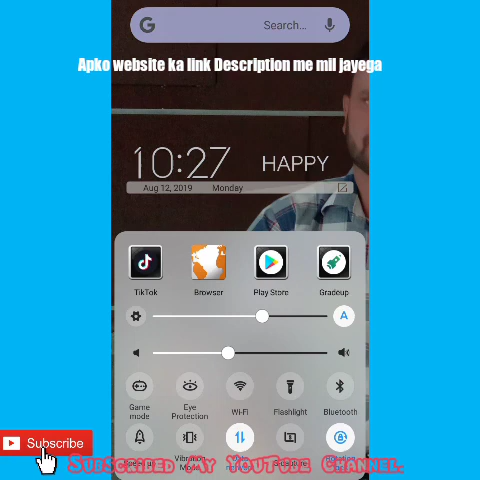 Search...
Apko website ka link Description me mil jayega
10:27 HAPPY
Aug 12, 2019 Monday
TikTok Browser Play Store Gradeup
A
Game mode Eye Protection Wi-Fi Flashlight Bluetooth
Subscribe
Vibration Mode
Subscribed My YouTube Channel.